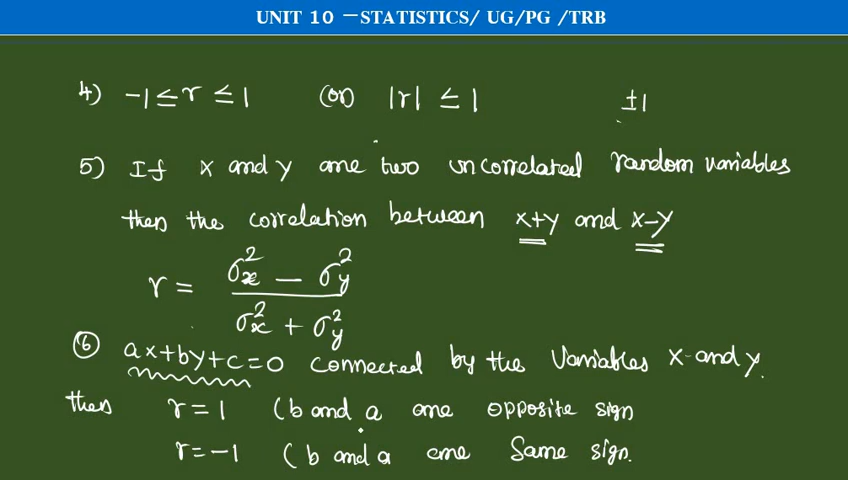 UNIT 10 - STATISTICS/ UG/PG /TRB
4) -1 ≤ r ≤ 1 (or) |r| ≤ 1 ±1
5) If x and y are two uncorrelated random variables
then the correlation between x+y and x-y
r = (σx² - σy²) / (σx² + σy²)
⑥ ax+by+c=0 connected by the variables x and y.
then r = 1 (b and a are opposite sign
r = -1 (b and a are same sign.